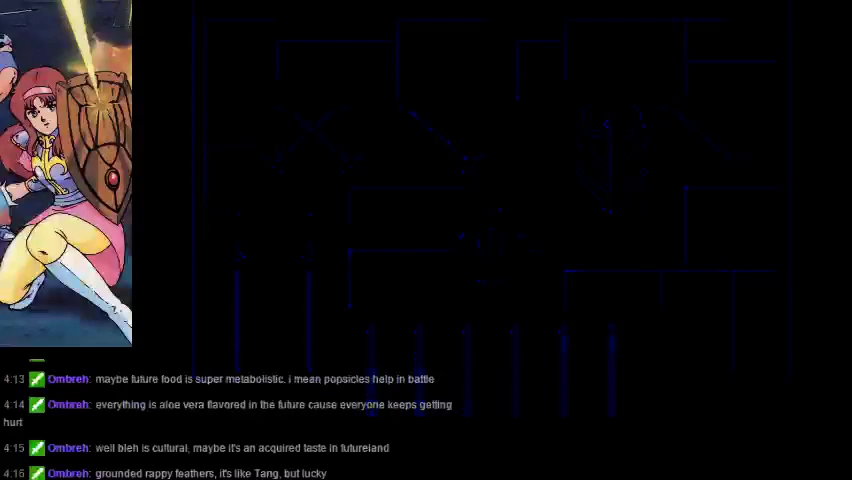 4:13 Ombreh: maybe future food is super metabolistic. i mean popsicles help in battle
4:14 Ombreh: everything is aloe vera flavored in the future cause everyone keeps getting
hurt
4:15 Ombreh: well bleh is cultural, maybe it's an acquired taste in futureland
4:16 Ombreh: grounded rappy feathers, it's like Tang, but lucky